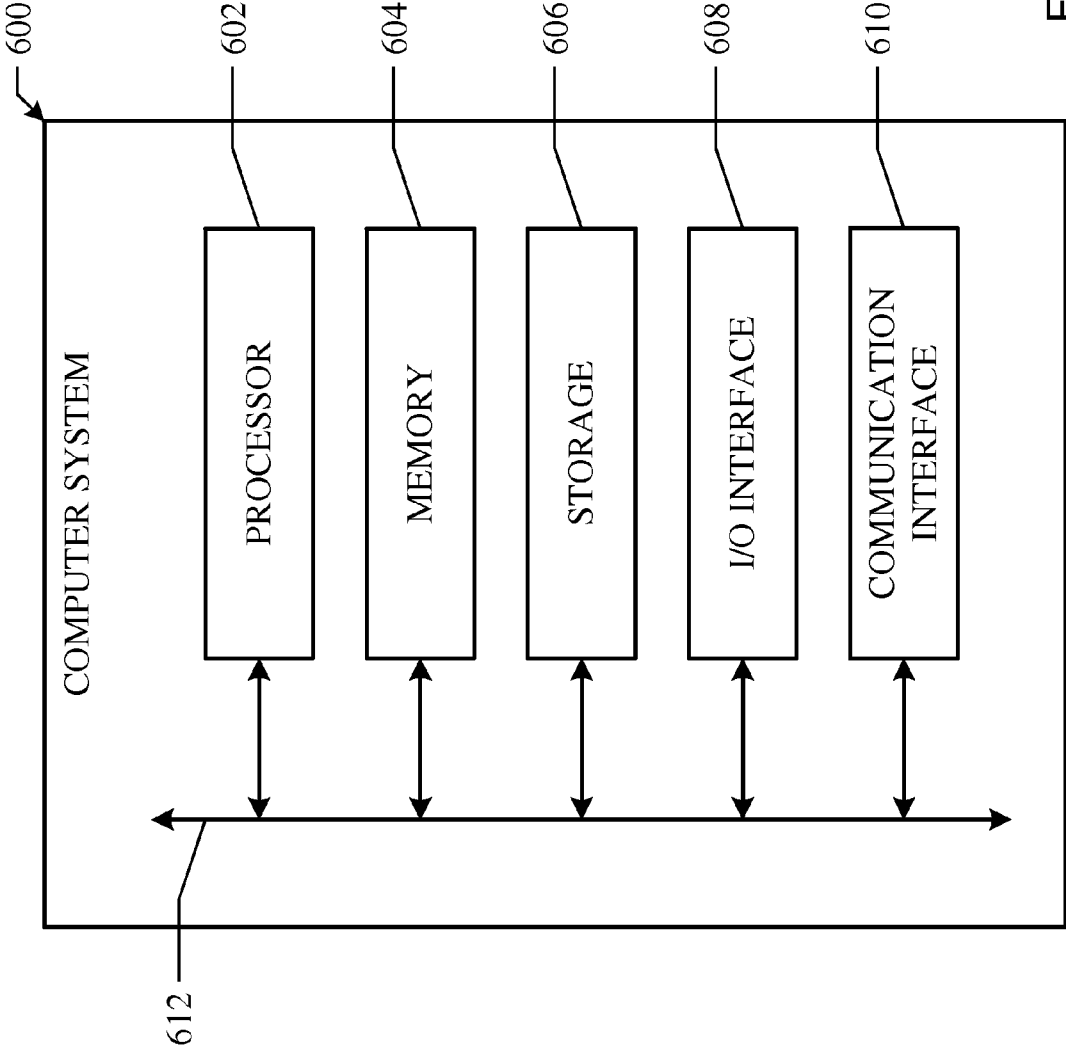 600
COMPUTER SYSTEM
602
PROCESSOR
604
MEMORY
606
STORAGE
608
I/O INTERFACE
610
COMMUNICATION
INTERFACE
612